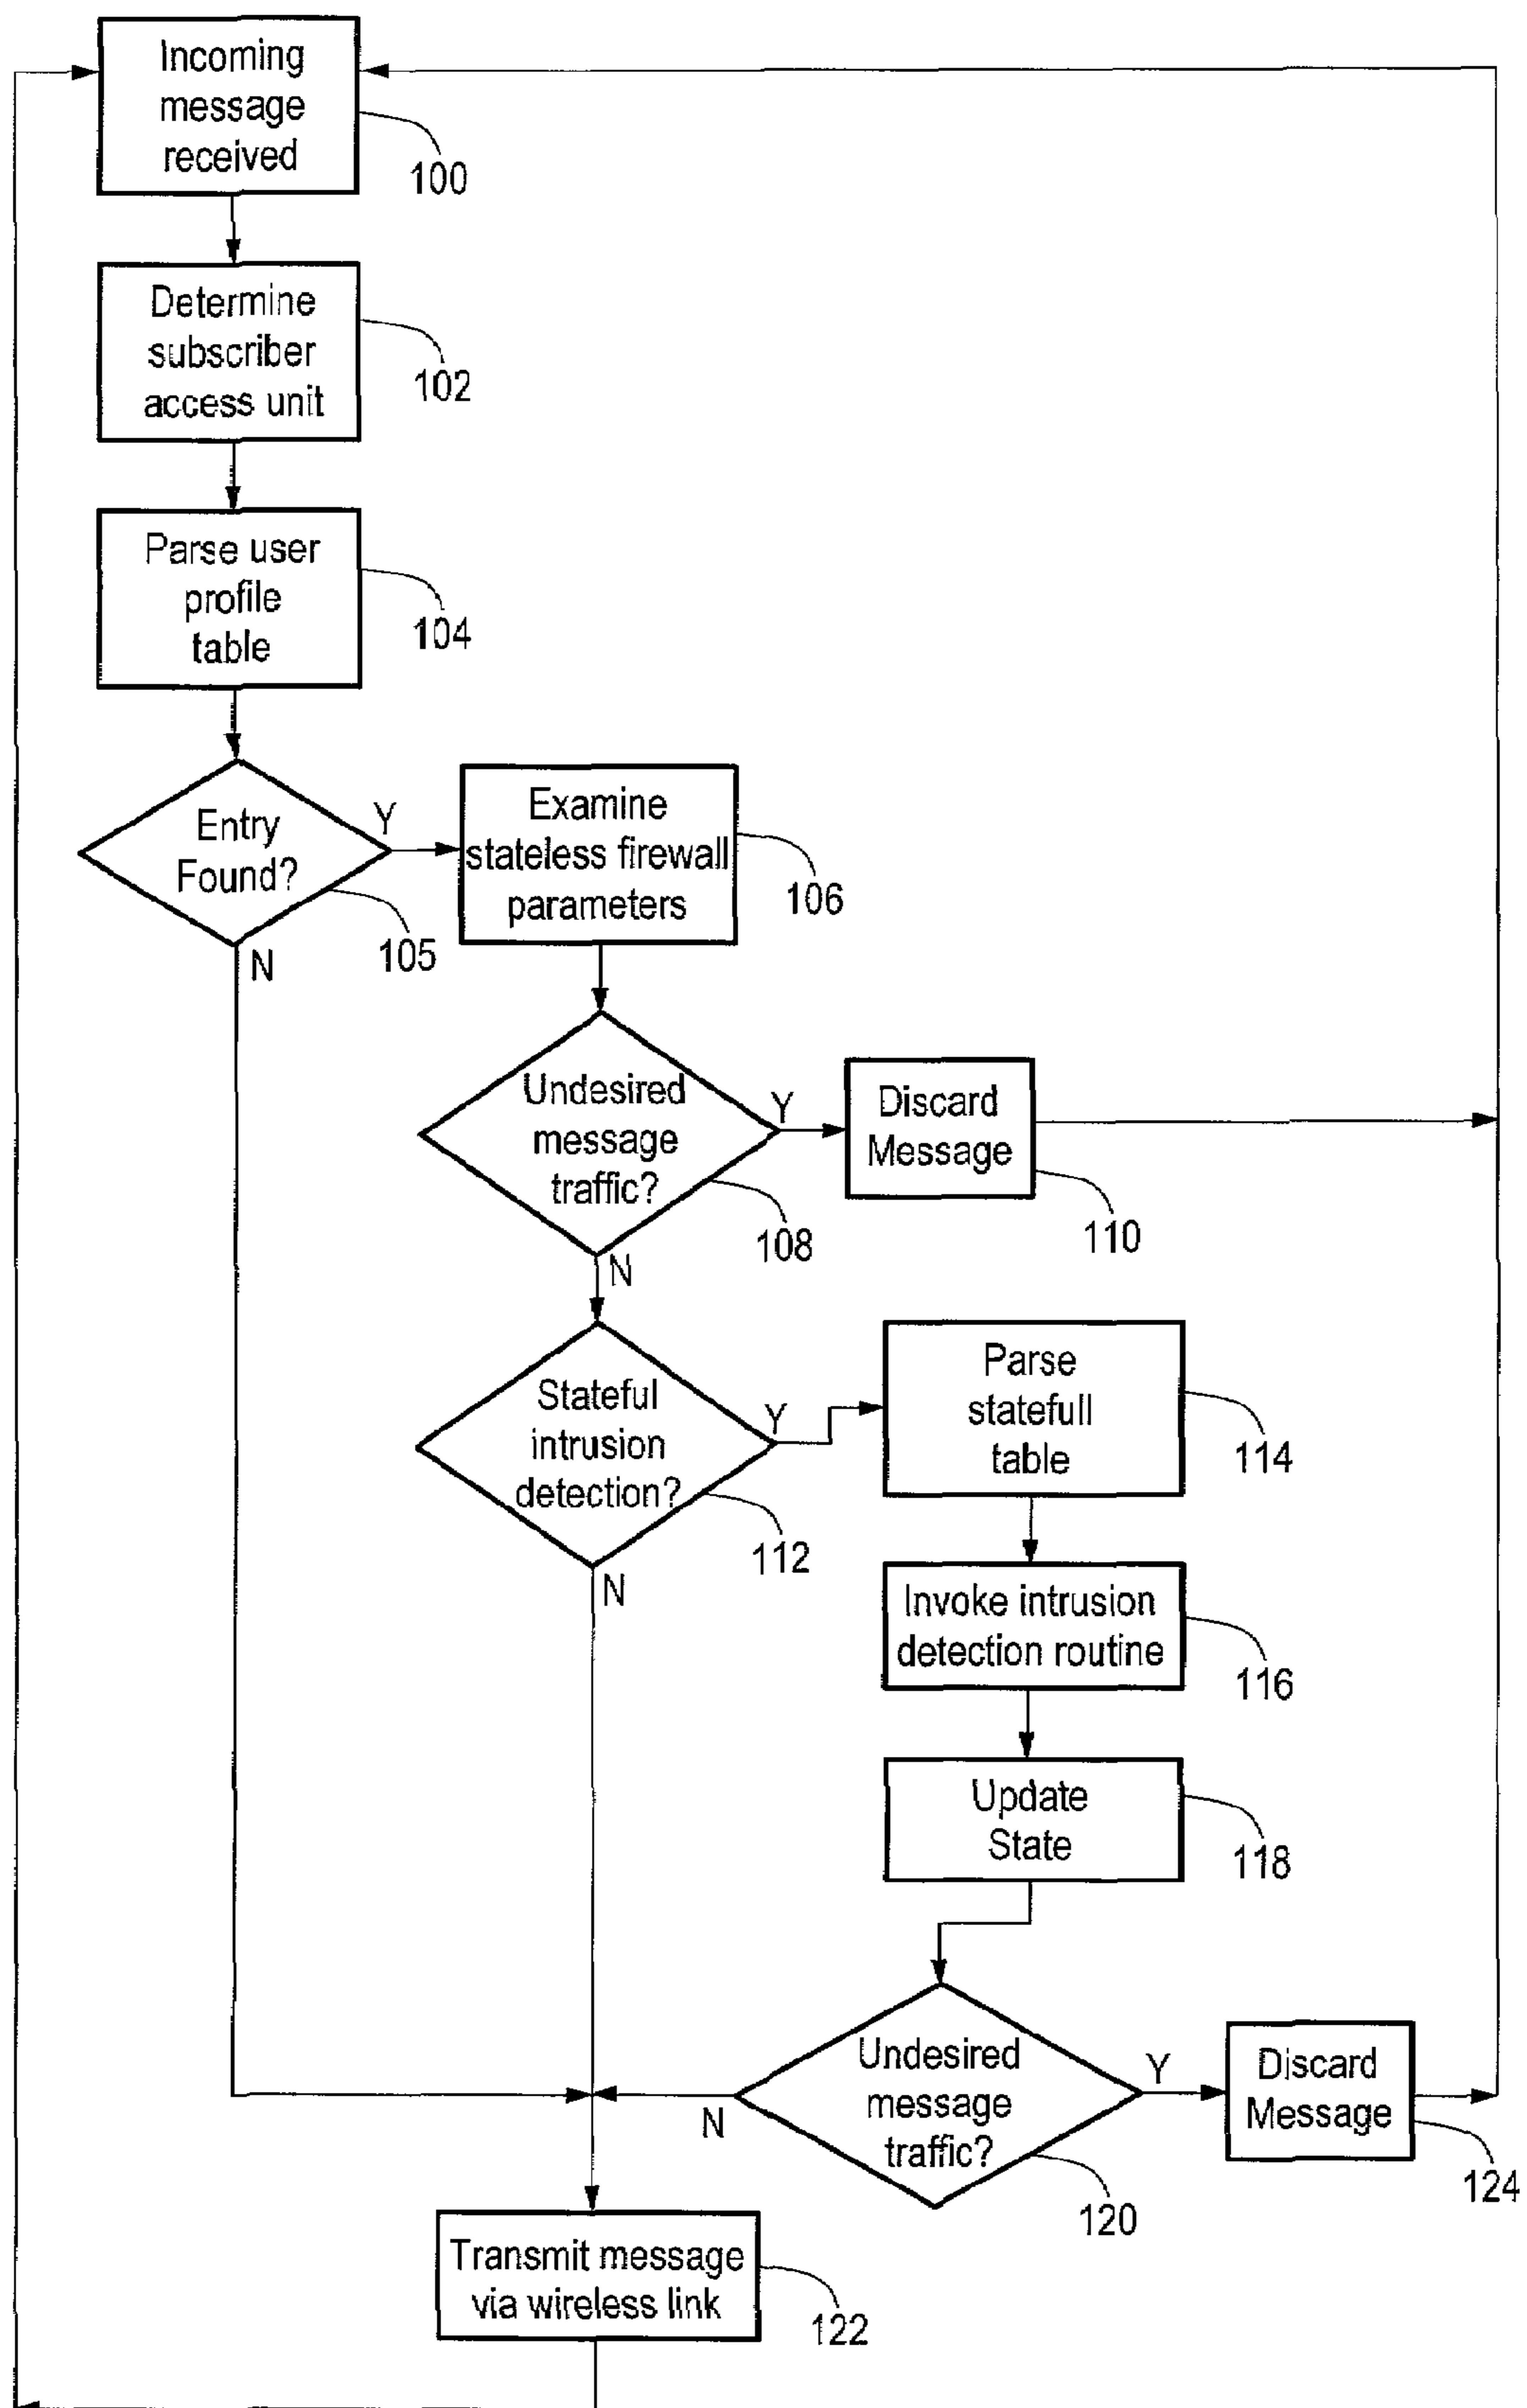 Incoming
message
received
100
Determine
subscriber
access unit
102
Parse user
profile
table
104
Entry
Found?
Y
N
105
Examine
stateless firewall
parameters
106
Undesired
message
traffic?
Y
N
108
Discard
Message
110
Stateful
intrusion
detection?
Y
N
112
Parse
statefull
table
114
Invoke intrusion
detection routine
116
Update
State
118
Undesired
message
traffic?
Y
N
120
Discard
Message
124
Transmit message
via wireless link
122